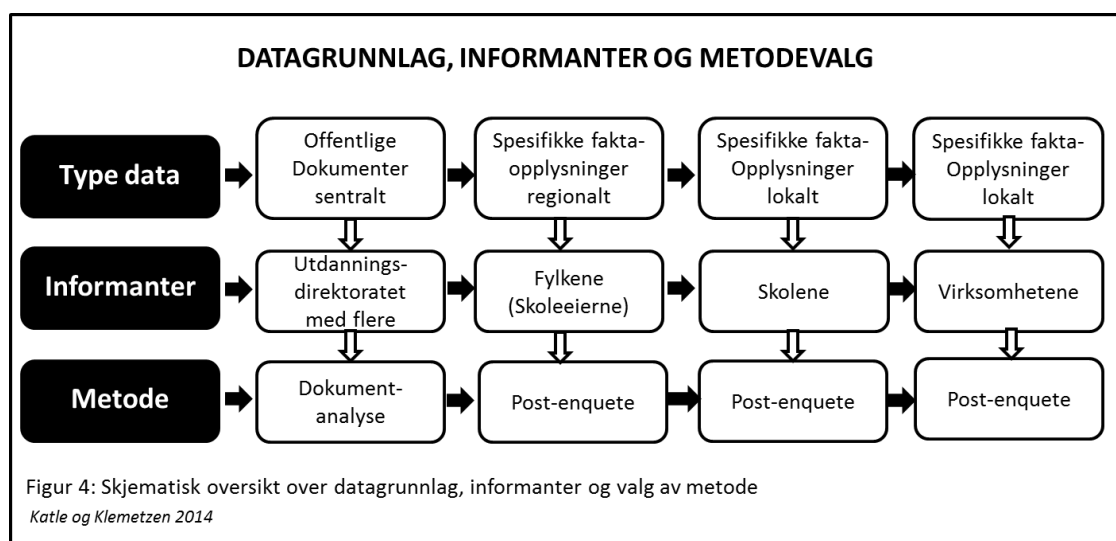 DATAGRUNNLAG, INFORMANTER OG METODEVALG
Type data
Offentlige
Dokumenter
sentralt
Spesifikke fakta-
opplysninger
regionalt
Spesifikke fakta-
Opplysninger
lokalt
Spesifikke fakta-
Opplysninger
lokalt
Informanter
Utdannings-
direktoratet
med flere
Fylkene
(Skoleeierne)
Skolene
Virksomhetene
Metode
Dokument-
analyse
Post-enquete
Post-enquete
Post-enquete
Figur 4: Skjematisk oversikt over datagrunnlag, informanter og valg av metode
Katle og Klemetzen 2014